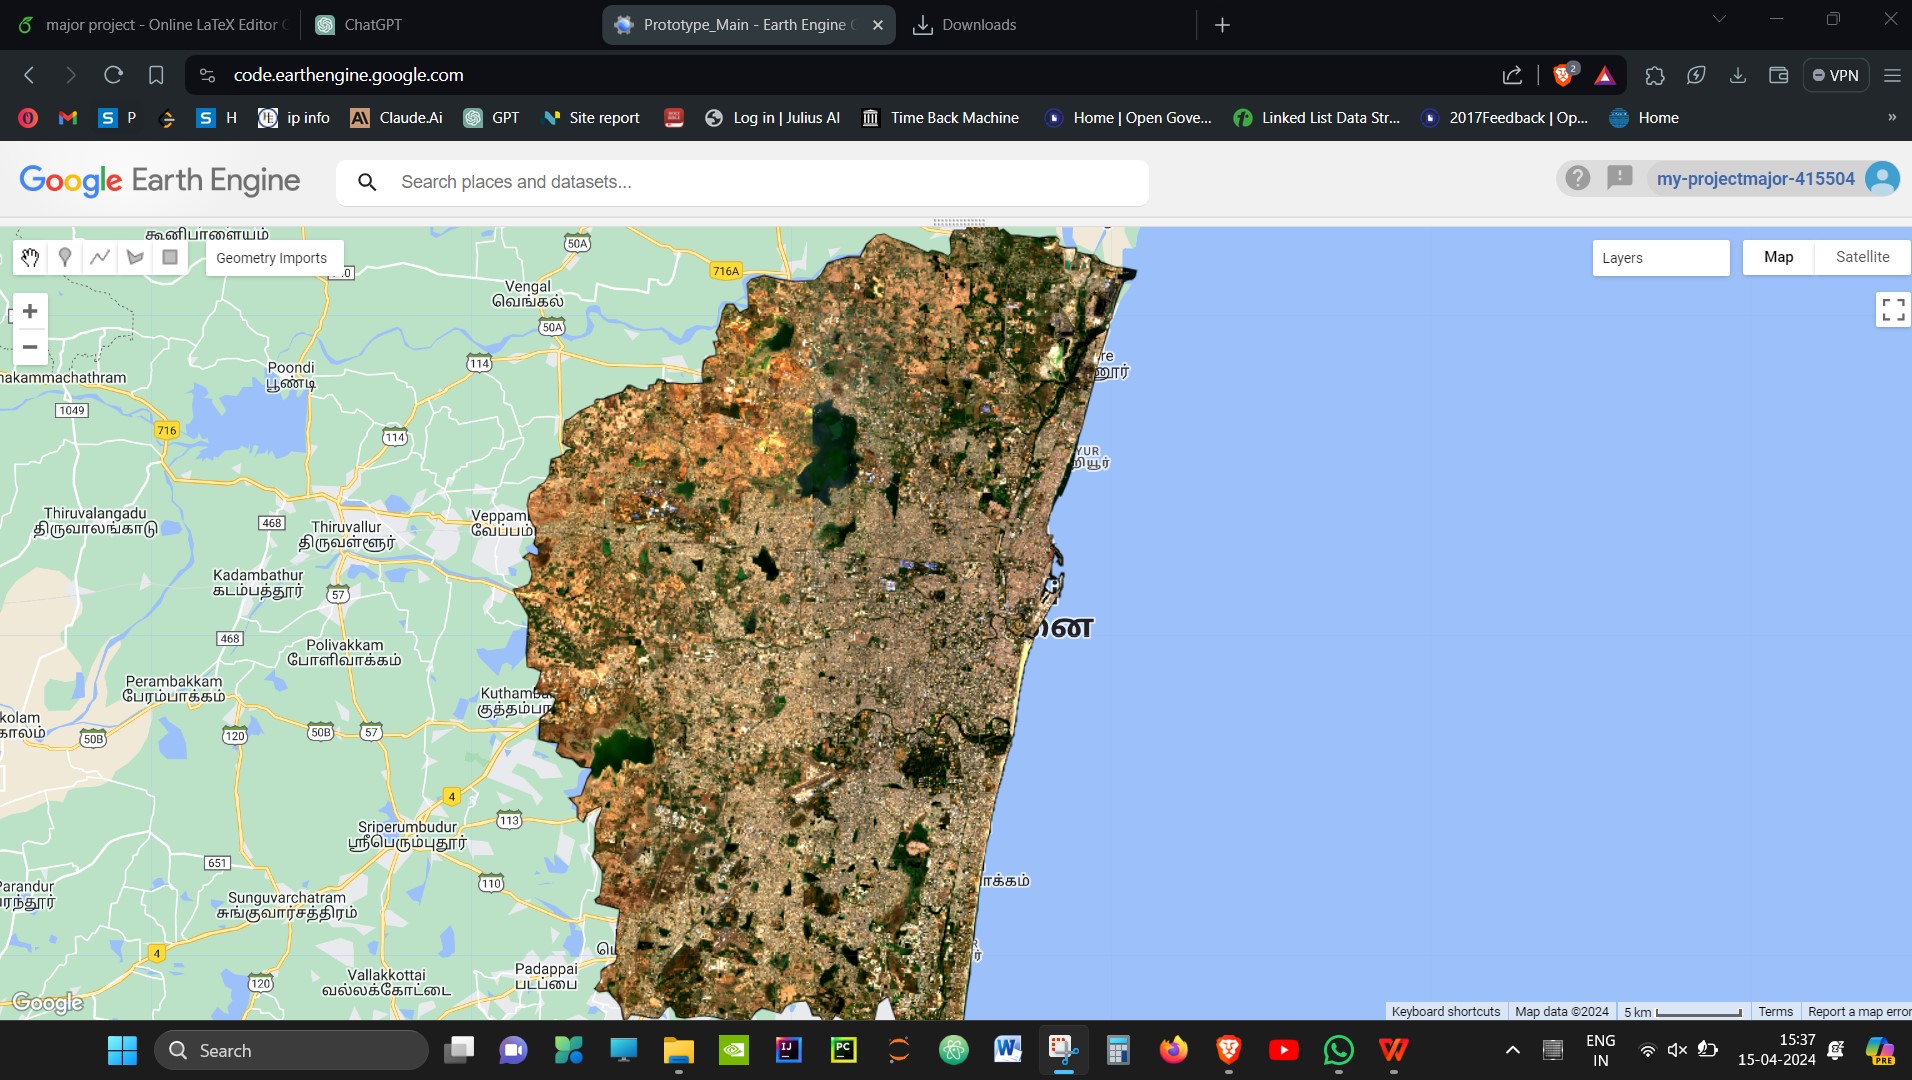 major project - Online LaTeX Editor
ChatGPT
Prototype_Main - Earth Engine
Downloads
code.earthengine.google.com
2
VPN
S P
S H
ip info
Claude.Ai
GPT
Site report
Log in | Julius AI
Time Back Machine
Home | Open Gove...
Linked List Data Str...
2017Feedback | Op...
Home
»
Google Earth Engine
Search places and datasets...
my-projectmajor-415504
கூனிபாளையம்
Geometry Imports
Layers
Map
Satellite
50A
716A
Vengal
வெங்கல்
50A
114
Poondi
பூண்டி
nakammachathram
1049
716
114
YUR
Thiruvalangadu
திருவாலங்காடு
468
Thiruvallur
திருவள்ளூர்
Veppam
வேப்பம்
Kadambathur
கடம்பத்தூர்
57
468
Polivakkam
போளிவாக்கம்
Perambakkam
பேரம்பாக்கம்
Kuthamba
குத்தம்பா
kolam
50B
120
50B
57
4
Sriperumbudur
ஸ்ரீபெரும்புதூர்
113
651
110
Parandur
Sunguvarchatram
சுங்குவார்சத்திரம்
4
120
Vallakkottai
வல்லக்கோட்டை
Padappai
படப்பை
னை
பாக்கம்
Google
Keyboard shortcuts
Map data ©2024
5 km
Terms
Report a map error
Search
ENG
IN
15:37
15-04-2024